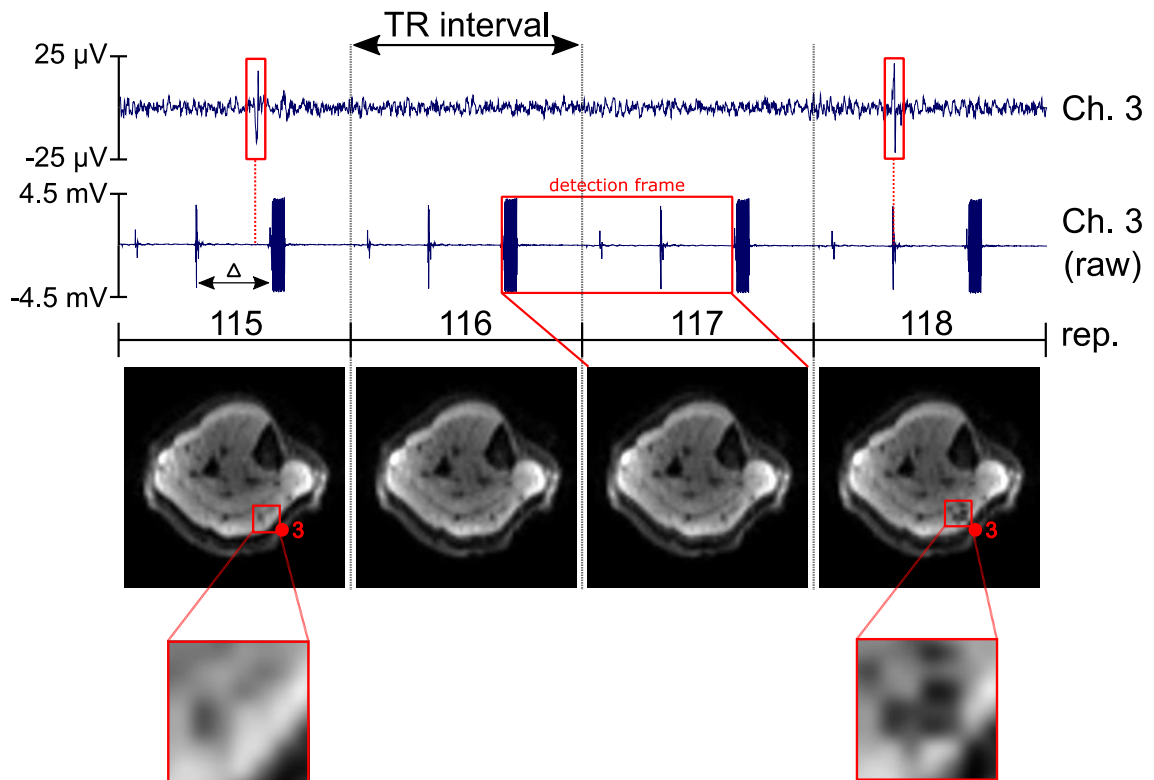 TR interval
25 µV
Ch. 3
-25 µV
4.5 mV
detection frame
Ch. 3
(raw)
Δ
-4.5 mV
115 116 117 118 rep.
3 3